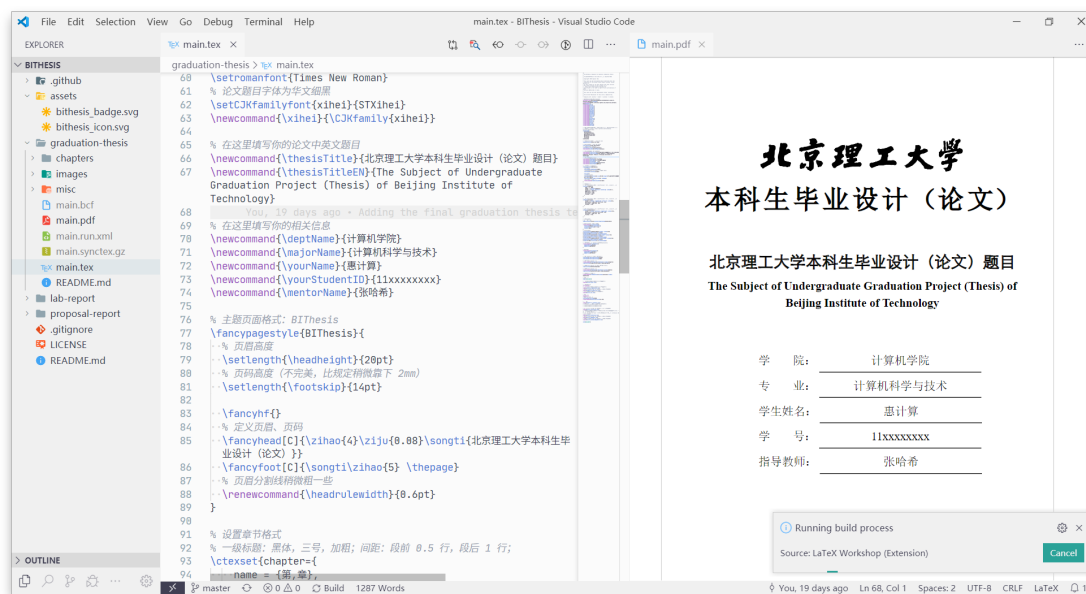 File Edit Selection View Go Debug Terminal Help
main.tex - BIThesis - Visual Studio Code
EXPLORER
BITHESIS
.github
assets
bithesis_badge.svg
bithesis_icon.svg
graduation-thesis
chapters
images
misc
main.bcf
main.pdf
main.run.xml
main.synctex.gz
main.tex
README.md
lab-report
proposal-report
.gitignore
LICENSE
README.md
OUTLINE
main.tex
graduation-thesis > main.tex
60 \setromanfont{Times New Roman}
61 % 论文题目字体为华文细黑
62 \setCJKfamilyfont{xihei}{STXihei}
63 \newcommand{\xihei}{\CJKfamily{xihei}}
64
65 % 在这里填写你的论文中英文题目
66 \newcommand{\thesisTitle}{北京理工大学本科生毕业设计（论文）题目}
67 \newcommand{\thesisTitleEN}{The Subject of Undergraduate
Graduation Project (Thesis) of Beijing Institute of
Technology}
68 You, 19 days ago • Adding the final graduation thesis te
69 % 在这里填写你的相关信息
70 \newcommand{\deptName}{计算机学院}
71 \newcommand{\majorName}{计算机科学与技术}
72 \newcommand{\yourName}{惠计算}
73 \newcommand{\yourStudentID}{11xxxxxxxx}
74 \newcommand{\mentorName}{张哈希}
75
76 % 主题页面格式：BIThesis
77 \fancypagestyle{BIThesis}{
78 % 页眉高度
79 \setlength{\headheight}{20pt}
80 % 页码高度（不完美，比规定稍微靠下 2mm）
81 \setlength{\footskip}{14pt}
82
83 \fancyhf{}
84 % 定义页眉、页码
85 \fancyhead[C]{\zihao{4}\ziju{0.08}\songti{北京理工大学本科生毕
业设计（论文）}}
86 \fancyfoot[C]{\songti\zihao{5} \thepage}
87 % 页眉分割线稍微粗一些
88 \renewcommand{\headrulewidth}{0.6pt}
89 }
90
91 % 设置章节格式
92 % 一级标题：黑体，三号，加粗；间距：段前 0.5 行，段后 1 行；
93 \ctexset{chapter={
94 name = {第,章},
main.pdf
北京理工大学
本科生毕业设计（论文）
北京理工大学本科生毕业设计（论文）题目
The Subject of Undergraduate Graduation Project (Thesis) of
Beijing Institute of Technology
学 院： 计算机学院
专 业： 计算机科学与技术
学生姓名： 惠计算
学 号： 11xxxxxxxx
指导教师： 张哈希
Running build process
Source: LaTeX Workshop (Extension)
Cancel
master 0 0 Build 1287 Words
You, 19 days ago Ln 68, Col 1 Spaces: 2 UTF-8 CRLF LaTeX 1